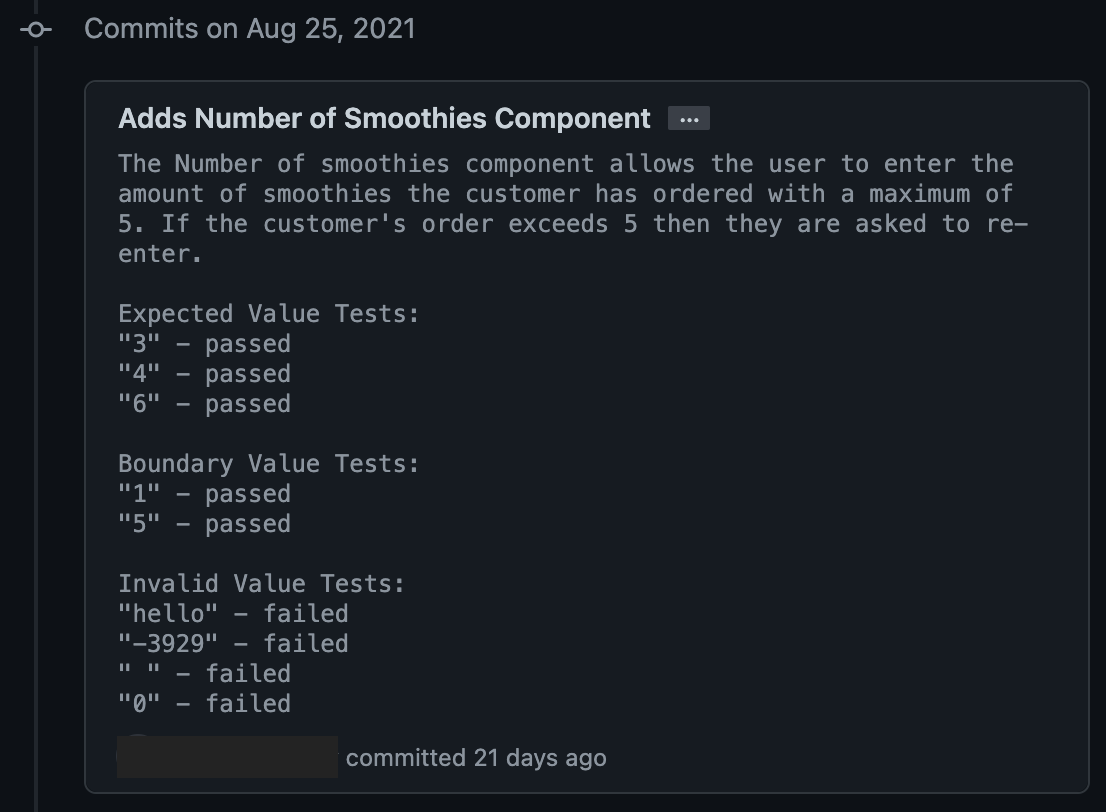 Commits on Aug 25, 2021
Adds Number of Smoothies Component ...
The Number of smoothies component allows the user to enter the
amount of smoothies the customer has ordered with a maximum of
5. If the customer's order exceeds 5 then they are asked to re-
enter.
Expected Value Tests:
"3" - passed
"4" - passed
"6" - passed
Boundary Value Tests:
"1" - passed
"5" - passed
Invalid Value Tests:
"hello" - failed
"-3929" - failed
" " - failed
"0" - failed
committed 21 days ago